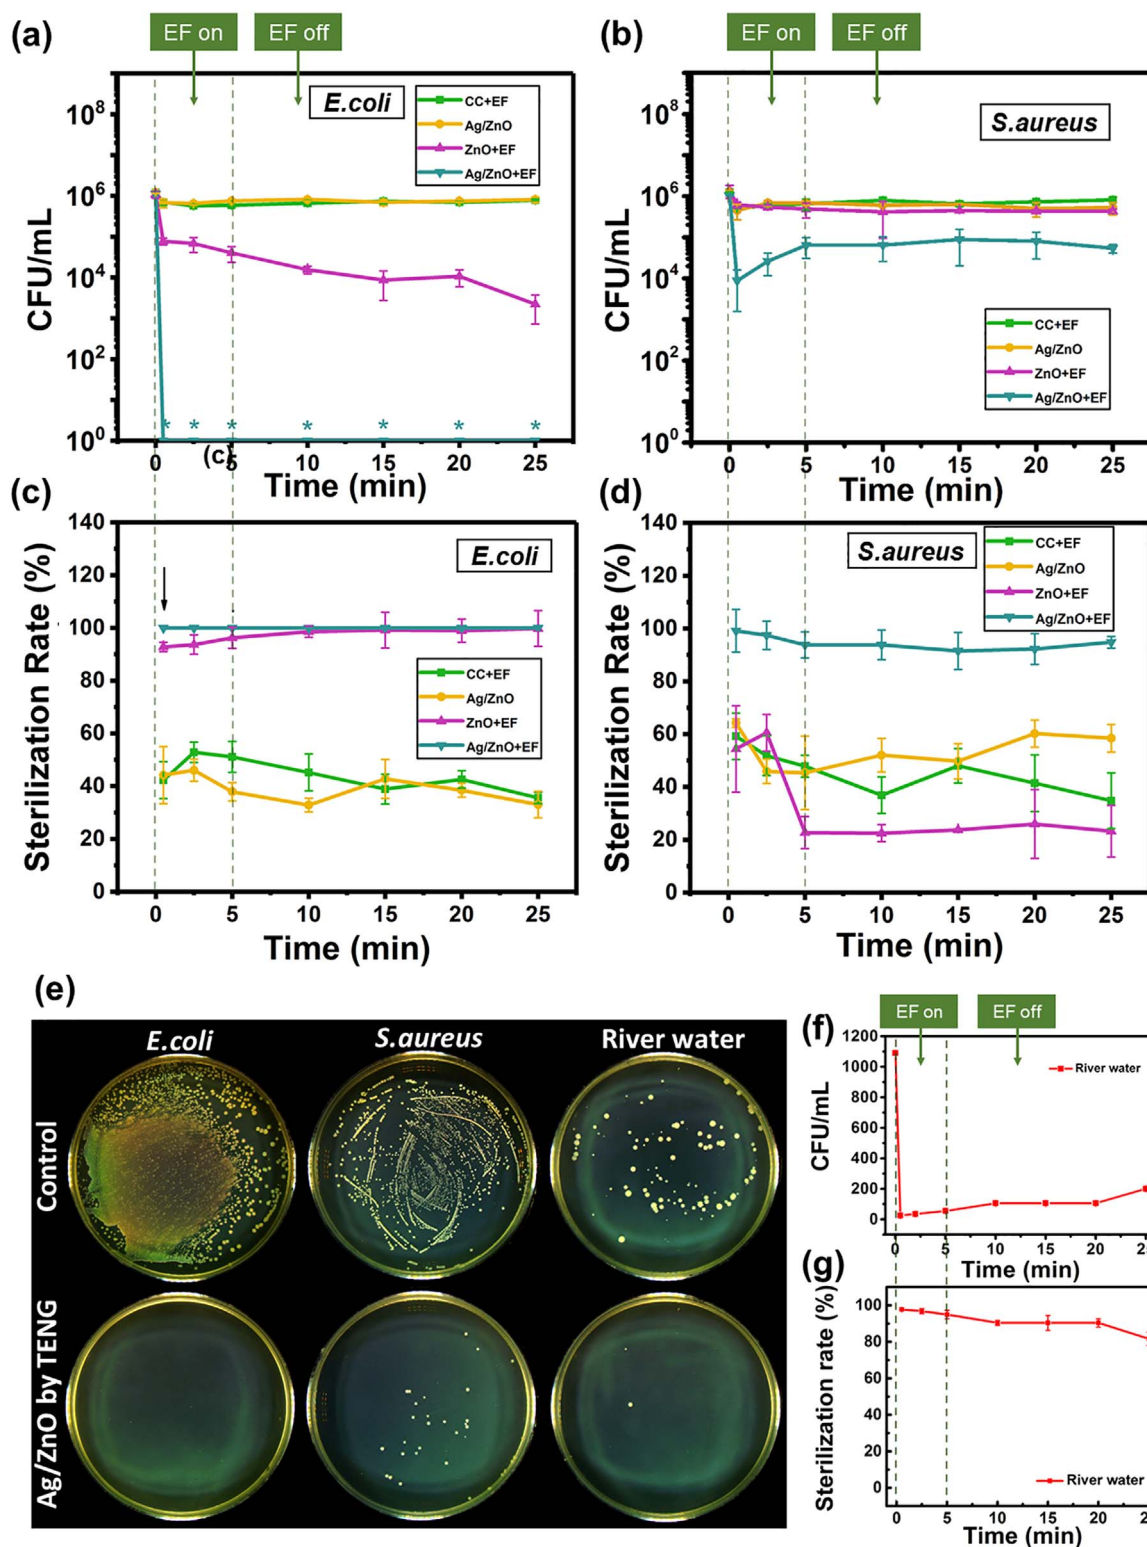 (a)
EF on
EF off
E.coli
CC+EF
Ag/ZnO
ZnO+EF
Ag/ZnO+EF
CFU/mL
10^8
10^6
10^4
10^2
10^0
* * * * * * *
0 5 10 15 20 25
(c)
Time (min)
(b)
EF on
EF off
S.aureus
CC+EF
Ag/ZnO
ZnO+EF
Ag/ZnO+EF
CFU/mL
10^8
10^6
10^4
10^2
10^0
0 5 10 15 20 25
Time (min)
(c)
E.coli
CC+EF
Ag/ZnO
ZnO+EF
Ag/ZnO+EF
Sterilization Rate (%)
140
120
100
80
60
40
20
0
0 5 10 15 20 25
Time (min)
(d)
S.aureus
CC+EF
Ag/ZnO
ZnO+EF
Ag/ZnO+EF
Sterilization Rate (%)
140
120
100
80
60
40
20
0
0 5 10 15 20 25
Time (min)
(e)
E.coli
S.aureus
River water
Control
Ag/ZnO by TENG
(f)
EF on
EF off
River water
CFU/mL
1200
1000
800
600
400
200
0
0 5 10 15 20 25
Time (min)
(g)
Sterilization rate (%)
100
80
60
40
20
0
River water
0 5 10 15 20 2
Time (min)